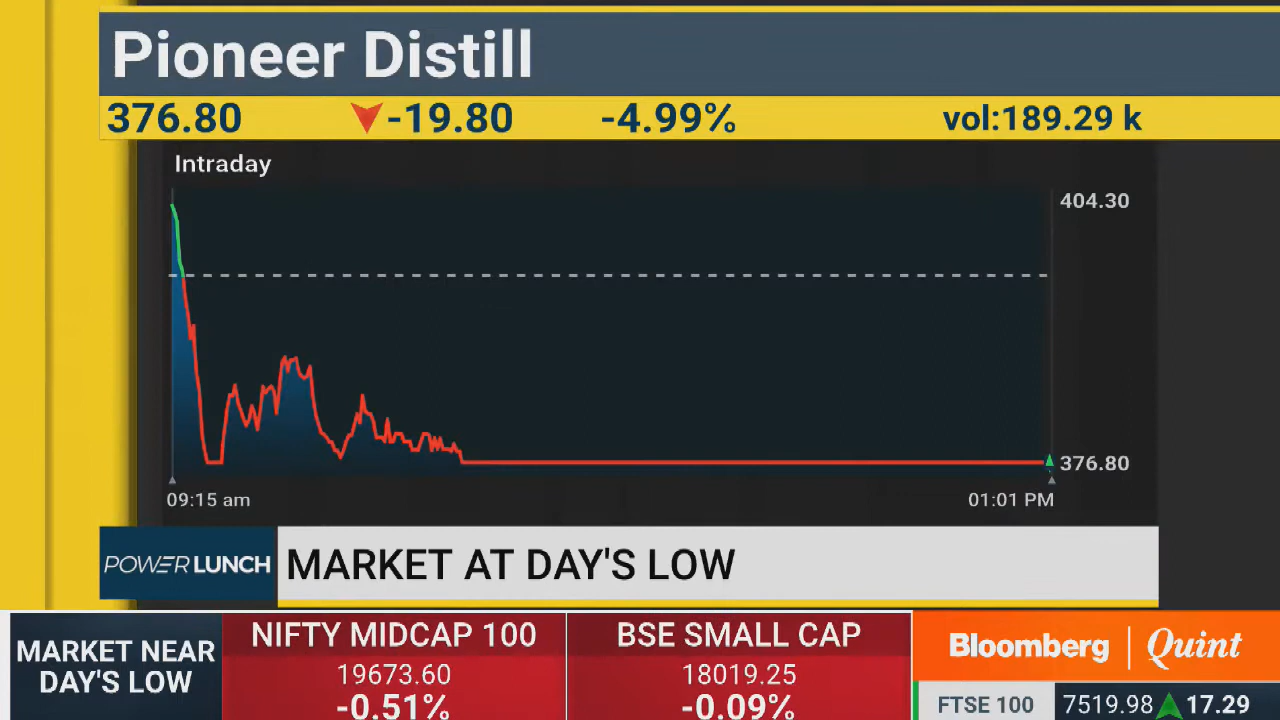 Pioneer Distill
376.80 -19.80 -4.99% vol:189.29 k
Intraday
404.30
376.80
09:15 am 01:01 PM
POWER LUNCH MARKET AT DAY'S LOW
MARKET NEAR
DAY'S LOW
NIFTY MIDCAP 100
19673.60
-0.51%
BSE SMALL CAP
18019.25
-0.09%
Bloomberg | Quint
FTSE 100 7519.98 17.29